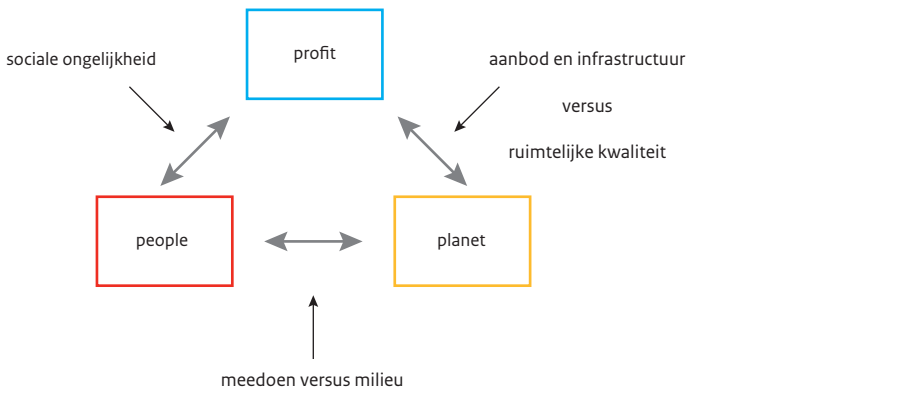 profit
sociale ongelijkheid
aanbod en infrastructuur
versus
ruimtelijke kwaliteit
people
planet
meedoen versus milieu